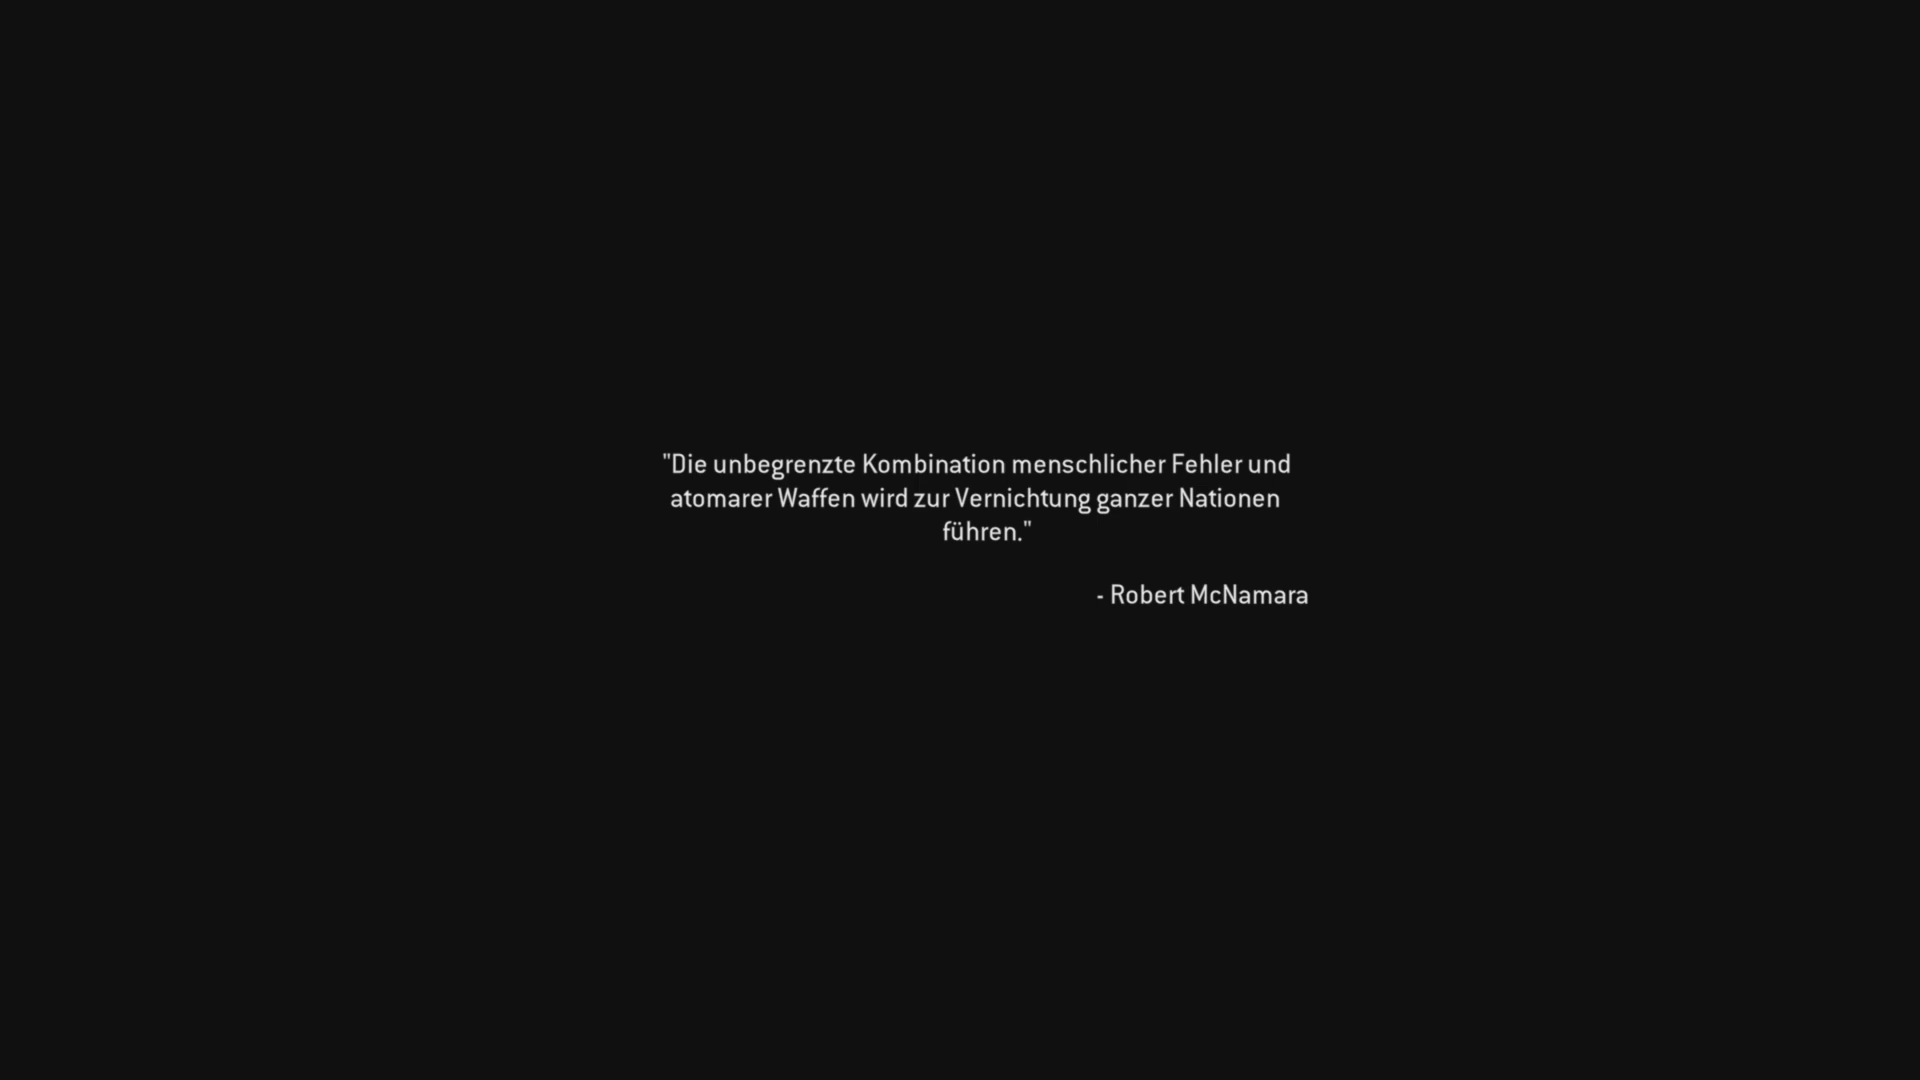 "Die unbegrenzte Kombination menschlicher Fehler und
atomarer Waffen wird zur Vernichtung ganzer Nationen
führen."
- Robert McNamara